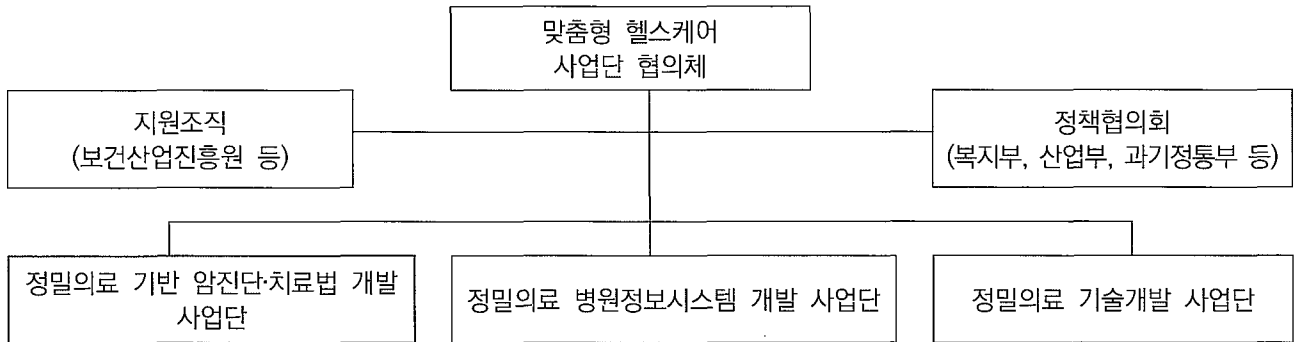 맞춤형 헬스케어
사업단 협의체
지원조직
(보건산업진흥원 등)
정책협의회
(복지부, 산업부, 과기정통부 등)
정밀의료 기반 암진단·치료법 개발
사업단
정밀의료 병원정보시스템 개발 사업단
정밀의료 기술개발 사업단